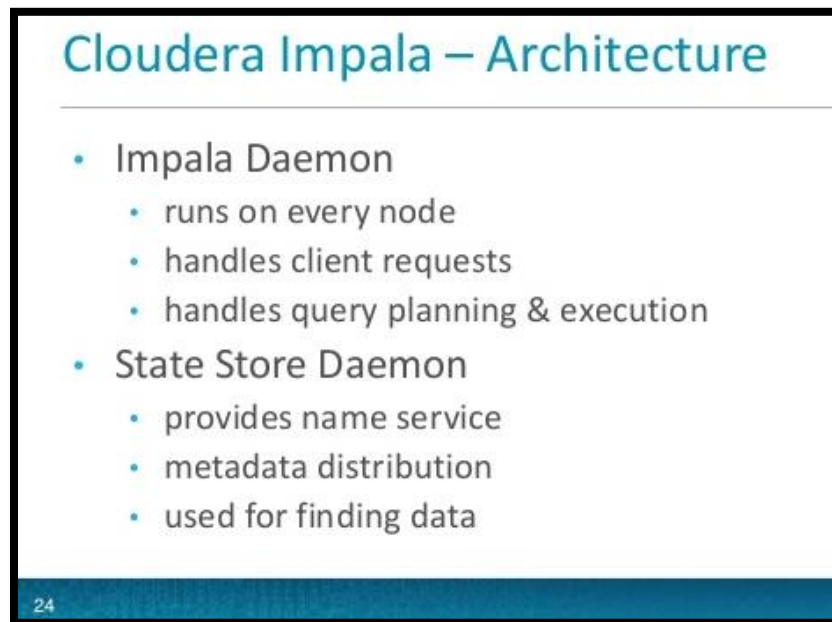 Cloudera Impala – Architecture
• Impala Daemon
• runs on every node
• handles client requests
• handles query planning & execution
• State Store Daemon
• provides name service
• metadata distribution
• used for finding data
24